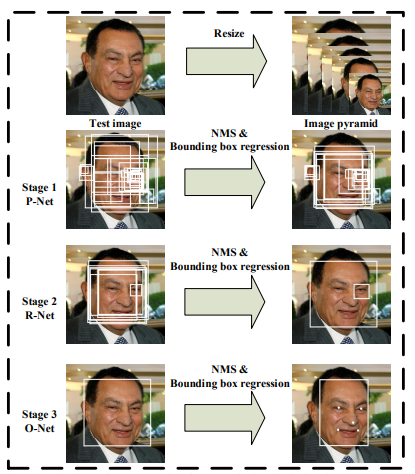 Resize
Test image
Image pyramid
NMS &
Bounding box regression
Stage 1
P-Net
NMS &
Bounding box regression
Stage 2
R-Net
NMS &
Bounding box regression
Stage 3
O-Net